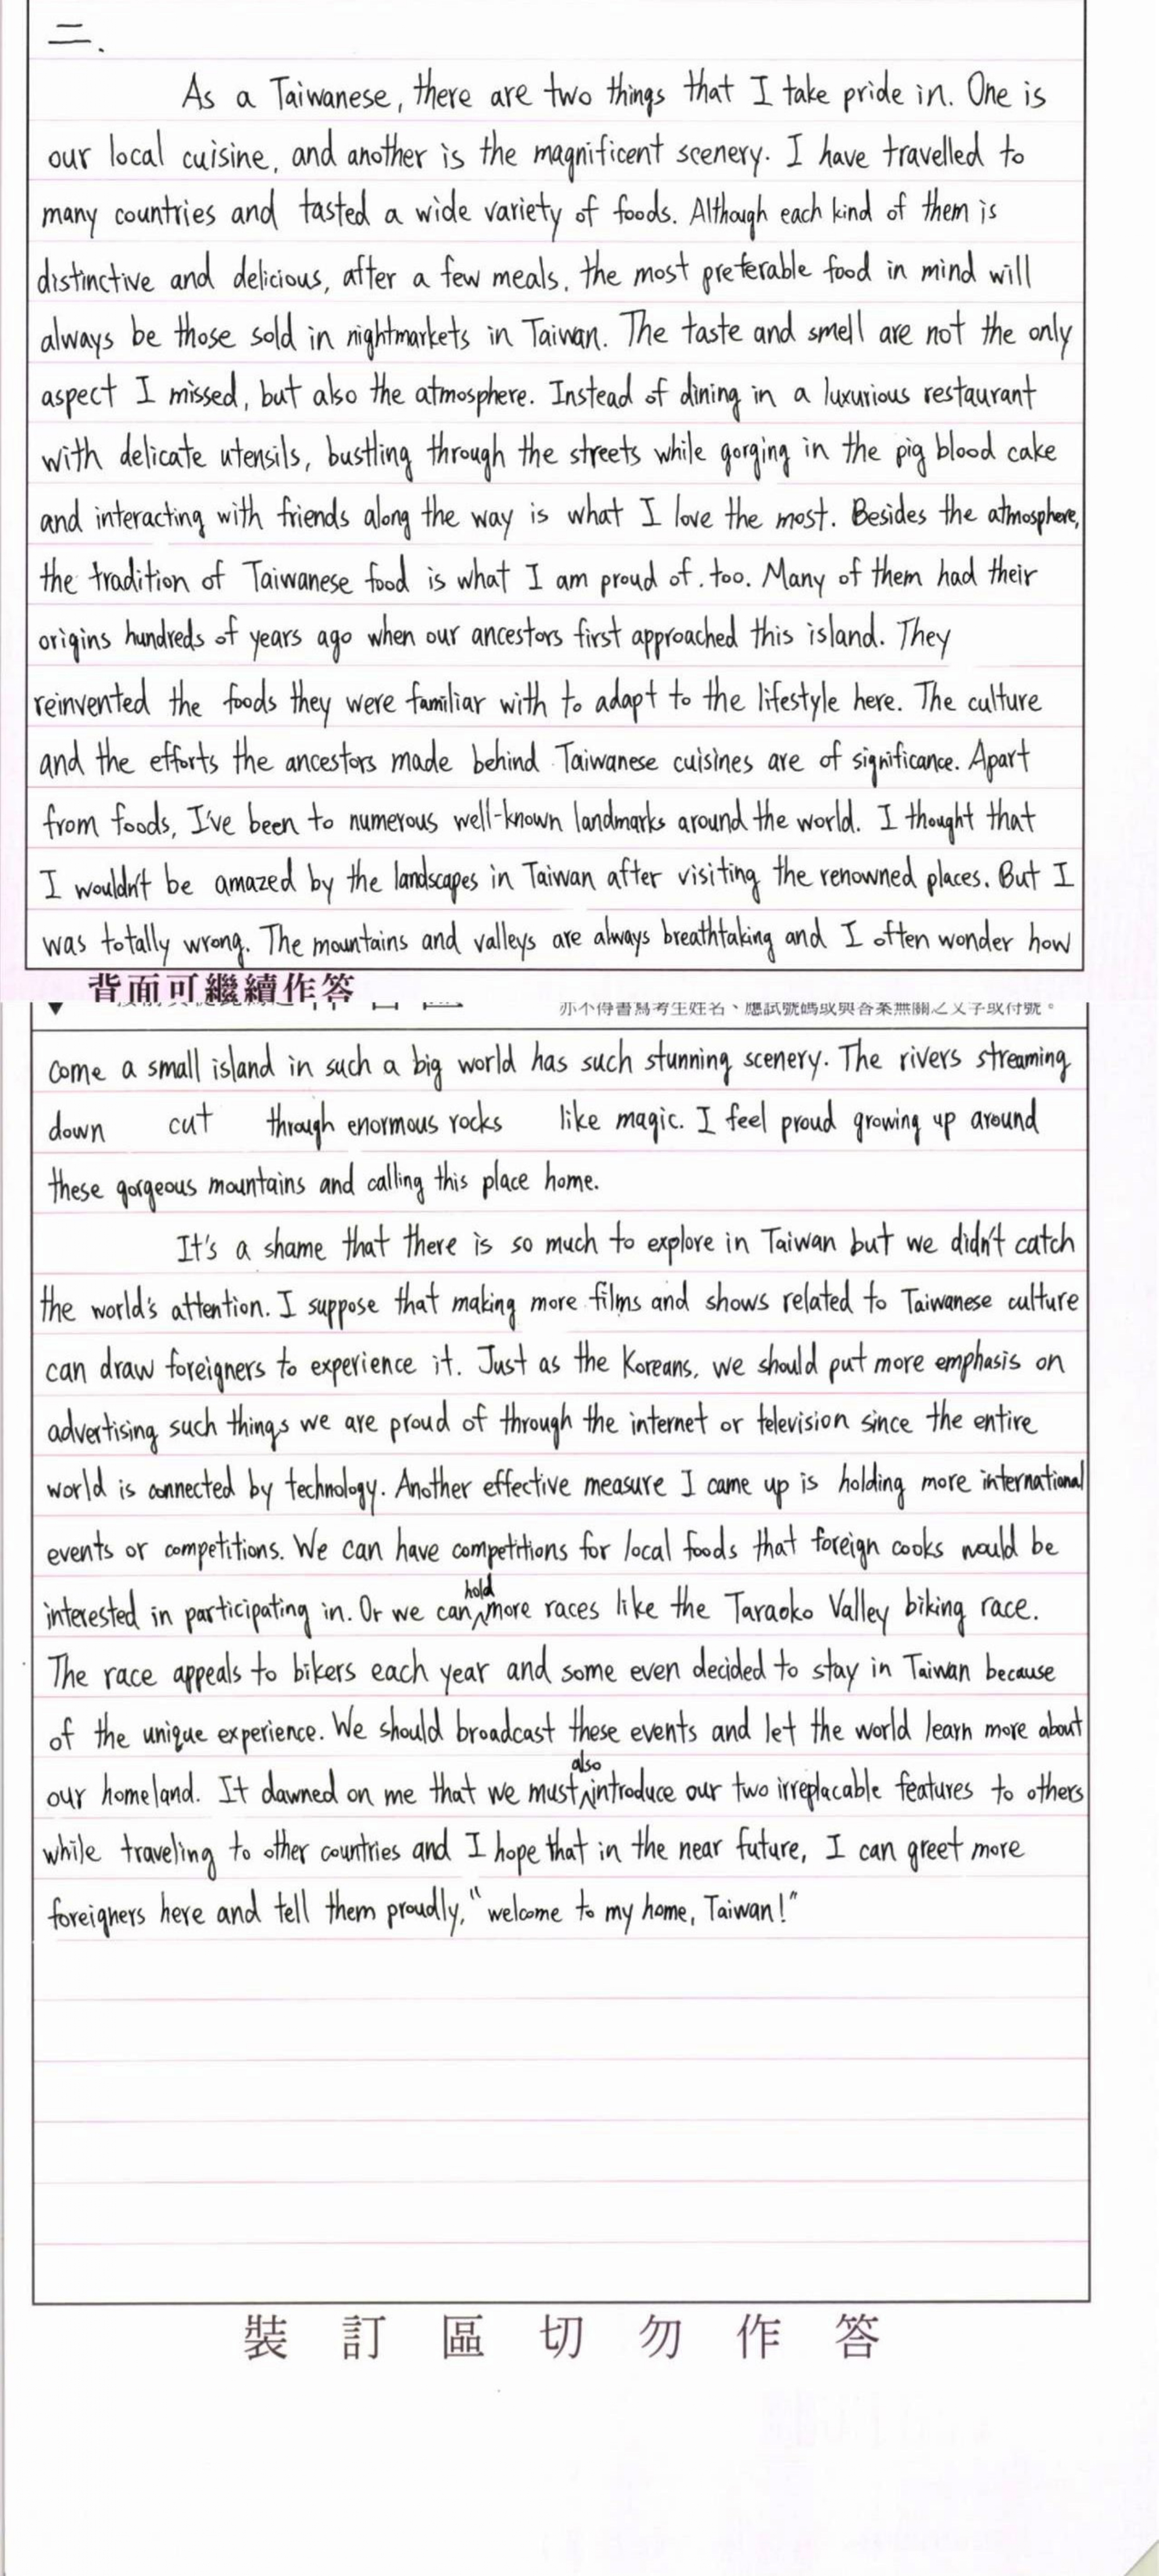 二.
As a Taiwanese, there are two things that I take pride in. One is
our local cuisine, and another is the magnificent scenery. I have travelled to
many countries and tasted a wide variety of foods. Although each kind of them is
distinctive and delicious, after a few meals, the most preferable food in mind will
always be those sold in nightmarkets in Taiwan. The taste and smell are not the only
aspect I missed, but also the atmosphere. Instead of dining in a luxurious restaurant
with delicate utensils, bustling through the streets while gorging in the pig blood cake
and interacting with friends along the way is what I love the most. Besides the atmosphere,
the tradition of Taiwanese food is what I am proud of, too. Many of them had their
origins hundreds of years ago when our ancestors first approached this island. They
reinvented the foods they were familiar with to adapt to the lifestyle here. The culture
and the efforts the ancestors made behind Taiwanese cuisines are of significance. Apart
from foods, I've been to numerous well-known landmarks around the world. I thought that
I wouldn't be amazed by the landscapes in Taiwan after visiting the renowned places. But I
was totally wrong. The mountains and valleys are always breathtaking and I often wonder how
背面可繼續作答
亦不得書寫考生姓名、應試號碼或與答案無關之文字或符號。
come a small island in such a big world has such stunning scenery. The rivers streaming
down cut through enormous rocks like magic. I feel proud growing up around
these gorgeous mountains and calling this place home.
It's a shame that there is so much to explore in Taiwan but we didn't catch
the world's attention. I suppose that making more films and shows related to Taiwanese culture
can draw foreigners to experience it. Just as the Koreans, we should put more emphasis on
advertising such things we are proud of through the internet or television since the entire
world is connected by technology. Another effective measure I came up is holding more international
events or competitions. We can have competitions for local foods that foreign cooks would be
interested in participating in. Or we can hold more races like the Taraoko Valley biking race.
The race appeals to bikers each year and some even decided to stay in Taiwan because
of the unique experience. We should broadcast these events and let the world learn more about
our homeland. It dawned on me that we must also introduce our two irreplacable features to others
while traveling to other countries and I hope that in the near future, I can greet more
foreigners here and tell them proudly, "welcome to my home, Taiwan!"
裝訂區切勿作答